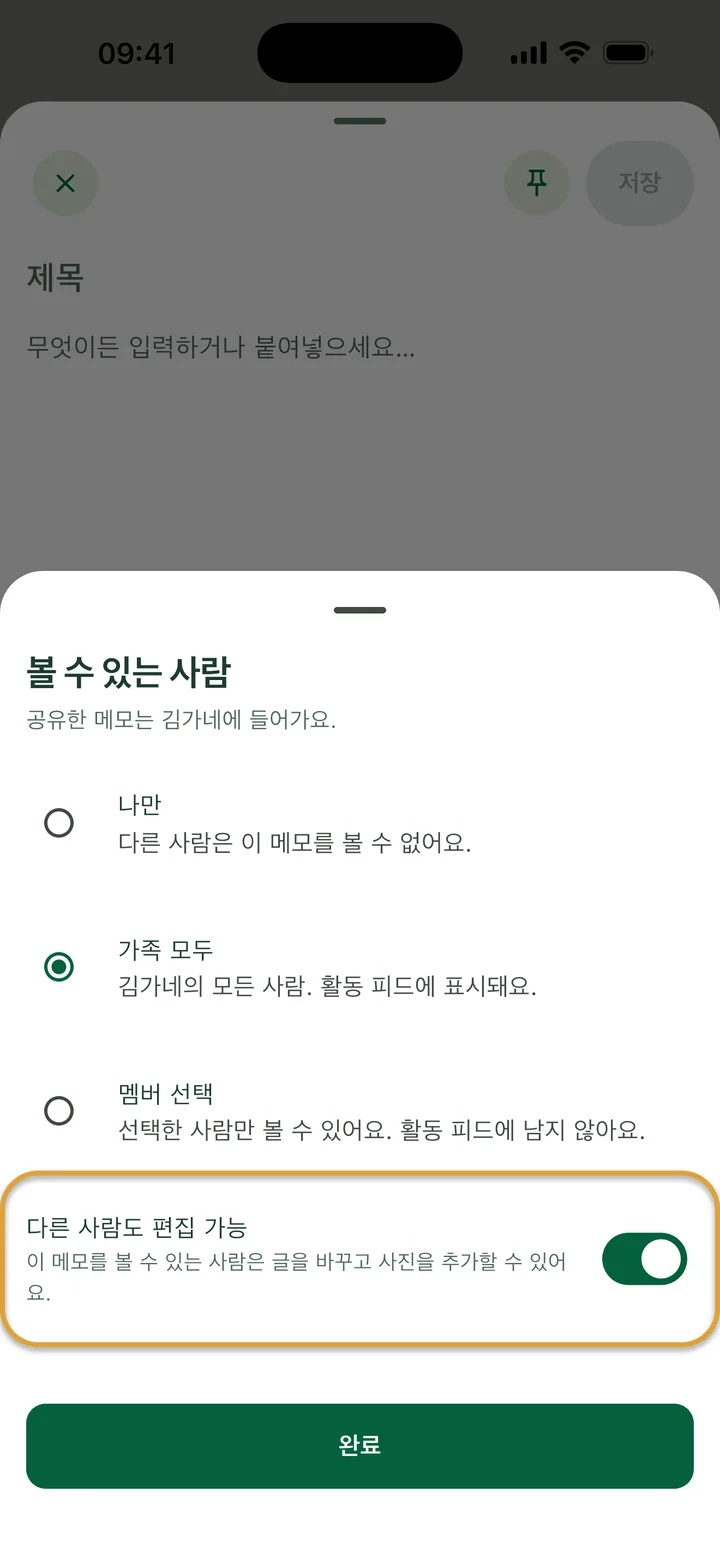 09:41
저장
제목
무엇이든 입력하거나 붙여넣으세요...
볼 수 있는 사람
공유한 메모는 김가네에 들어가요.
나만
다른 사람은 이 메모를 볼 수 없어요.
가족 모두
김가네의 모든 사람. 활동 피드에 표시돼요.
멤버 선택
선택한 사람만 볼 수 있어요. 활동 피드에 남지 않아요.
다른 사람도 편집 가능
이 메모를 볼 수 있는 사람은 글을 바꾸고 사진을 추가할 수 있어
요.
완료